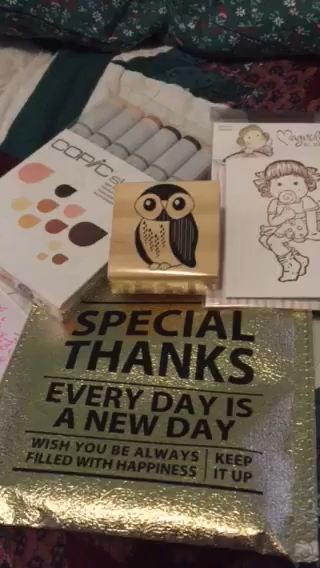 COPIC
SPECIAL
THANKS
EVERY DAY IS
A NEW DAY
WISH YOU BE ALWAYS
FILLED WITH HAPPINESS
KEEP
IT UP